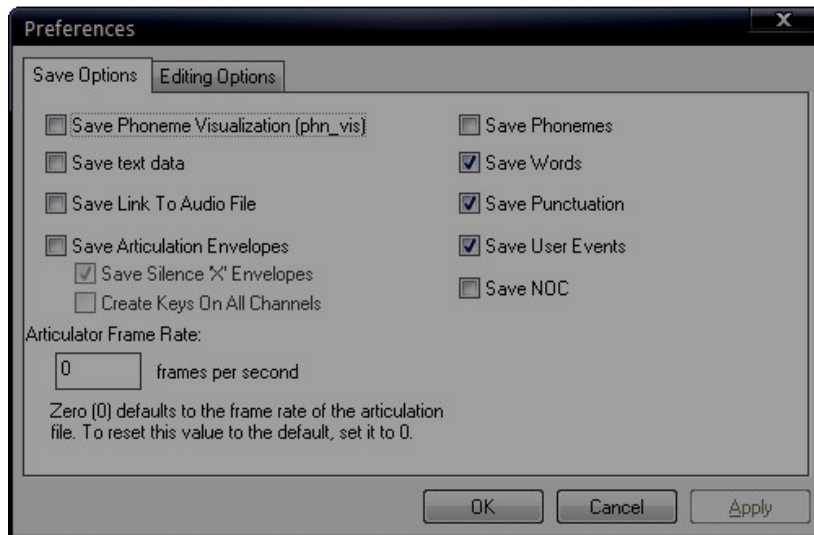 Preferences
X
Save Options
Editing Options
Save Phoneme Visualization (phn_vis)
Save text data
Save Link To Audio File
Save Articulation Envelopes
Save Silence 'X' Envelopes
Create Keys On All Channels
Save Phonemes
Save Words
Save Punctuation
Save User Events
Save NOC
Articulator Frame Rate:
0 frames per second
Zero (0) defaults to the frame rate of the articulation
file. To reset this value to the default, set it to 0.
OK
Cancel
Apply